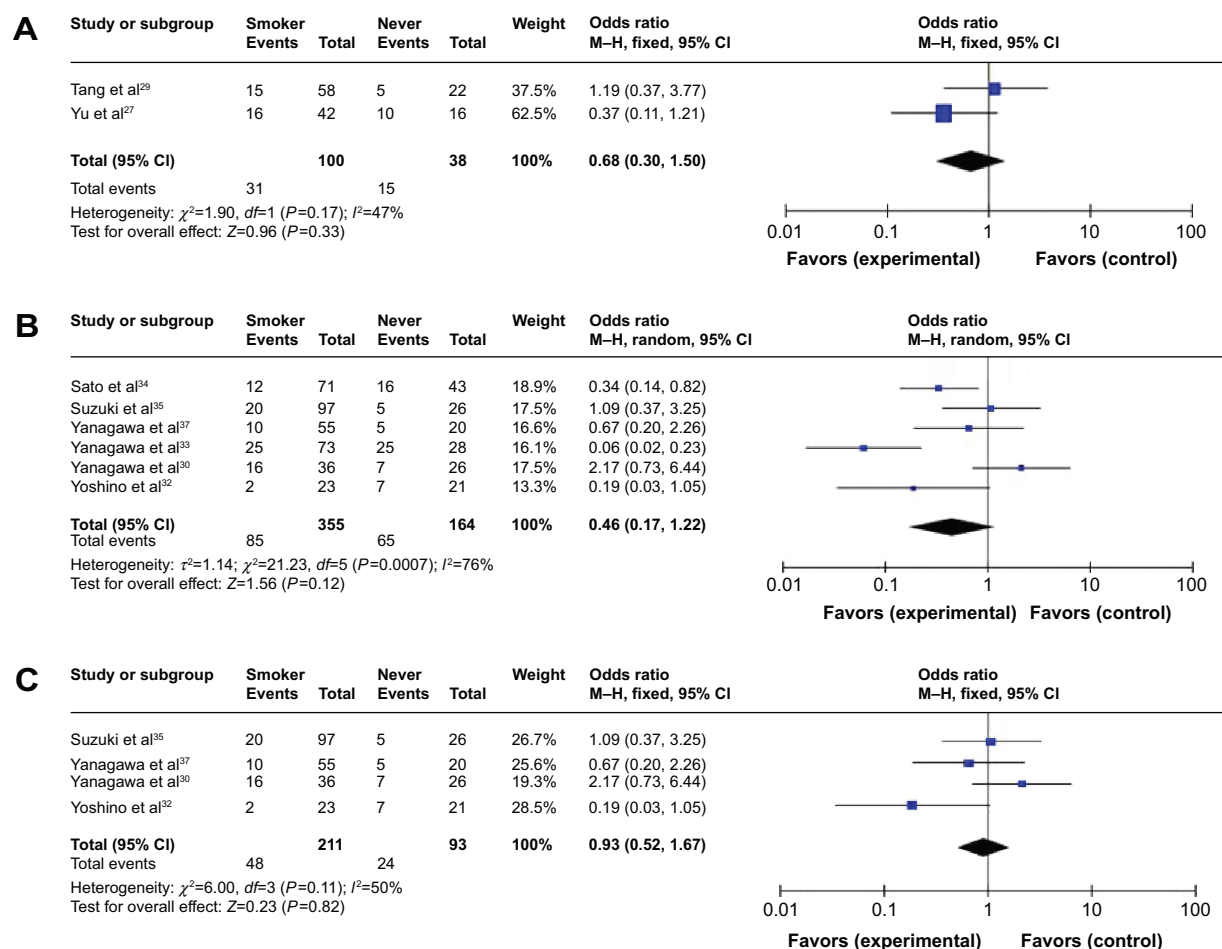 A
Study or subgroup Smoker Never Weight Odds ratio Odds ratio
Events Total Events Total M–H, fixed, 95% CI M–H, fixed, 95% CI
Tang et al²⁹ 15 58 5 22 37.5% 1.19 (0.37, 3.77)
Yu et al²⁷ 16 42 10 16 62.5% 0.37 (0.11, 1.21)
Total (95% CI) 100 38 100% 0.68 (0.30, 1.50)
Total events 31 15
Heterogeneity: χ²=1.90, df=1 (P=0.17); I²=47%
Test for overall effect: Z=0.96 (P=0.33)
0.01 0.1 1 10 100
Favors (experimental) Favors (control)
B
Study or subgroup Smoker Never Weight Odds ratio Odds ratio
Events Total Events Total M–H, random, 95% CI M–H, random, 95% CI
Sato et al³⁴ 12 71 16 43 18.9% 0.34 (0.14, 0.82)
Suzuki et al³⁵ 20 97 5 26 17.5% 1.09 (0.37, 3.25)
Yanagawa et al³⁷ 10 55 5 20 16.6% 0.67 (0.20, 2.26)
Yanagawa et al³³ 25 73 25 28 16.1% 0.06 (0.02, 0.23)
Yanagawa et al³⁰ 16 36 7 26 17.5% 2.17 (0.73, 6.44)
Yoshino et al³² 2 23 7 21 13.3% 0.19 (0.03, 1.05)
Total (95% CI) 355 164 100% 0.46 (0.17, 1.22)
Total events 85 65
Heterogeneity: τ²=1.14; χ²=21.23, df=5 (P=0.0007); I²=76%
Test for overall effect: Z=1.56 (P=0.12)
0.01 0.1 1 10 100
Favors (experimental) Favors (control)
C
Study or subgroup Smoker Never Weight Odds ratio Odds ratio
Events Total Events Total M–H, fixed, 95% CI M–H, fixed, 95% CI
Suzuki et al³⁵ 20 97 5 26 26.7% 1.09 (0.37, 3.25)
Yanagawa et al³⁷ 10 55 5 20 25.6% 0.67 (0.20, 2.26)
Yanagawa et al³⁰ 16 36 7 26 19.3% 2.17 (0.73, 6.44)
Yoshino et al³² 2 23 7 21 28.5% 0.19 (0.03, 1.05)
Total (95% CI) 211 93 100% 0.93 (0.52, 1.67)
Total events 48 24
Heterogeneity: χ²=6.00, df=3 (P=0.11); I²=50%
Test for overall effect: Z=0.23 (P=0.82)
0.01 0.1 1 10 100
Favors (experimental) Favors (control)